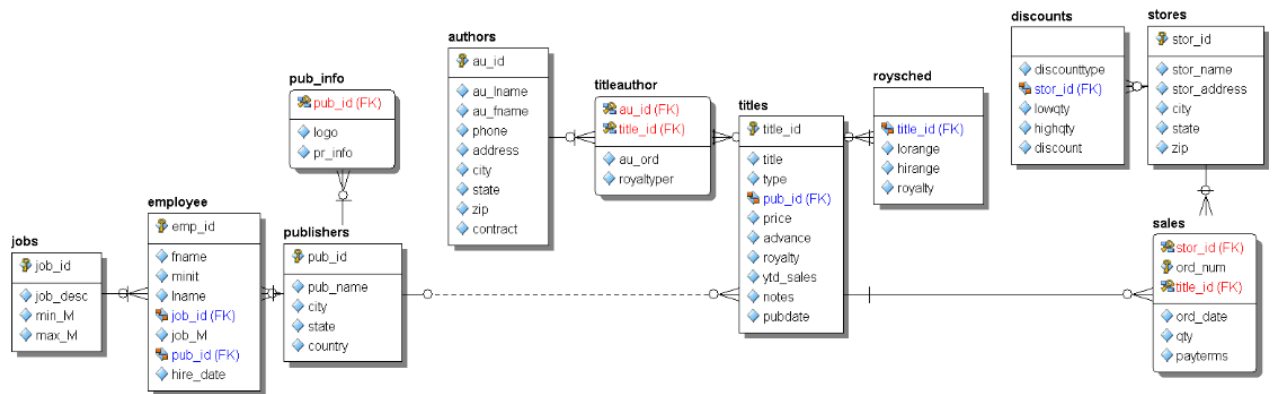 jobs
job_id
job_desc
min_M
max_M
employee
emp_id
fname
minit
lname
job_id (FK)
job_M
pub_id (FK)
hire_date
pub_info
pub_id (FK)
logo
pr_info
publishers
pub_id
pub_name
city
state
country
authors
au_id
au_lname
au_fname
phone
address
city
state
zip
contract
titleauthor
au_id (FK)
title_id (FK)
au_ord
royaltyper
titles
title_id
title
type
pub_id (FK)
price
advance
royalty
ytd_sales
notes
pubdate
roysched
title_id (FK)
lorange
hirange
royalty
discounts
discounttype
stor_id (FK)
lowqty
highqty
discount
stores
stor_id
stor_name
stor_address
city
state
zip
sales
stor_id (FK)
ord_num
title_id (FK)
ord_date
qty
payterms